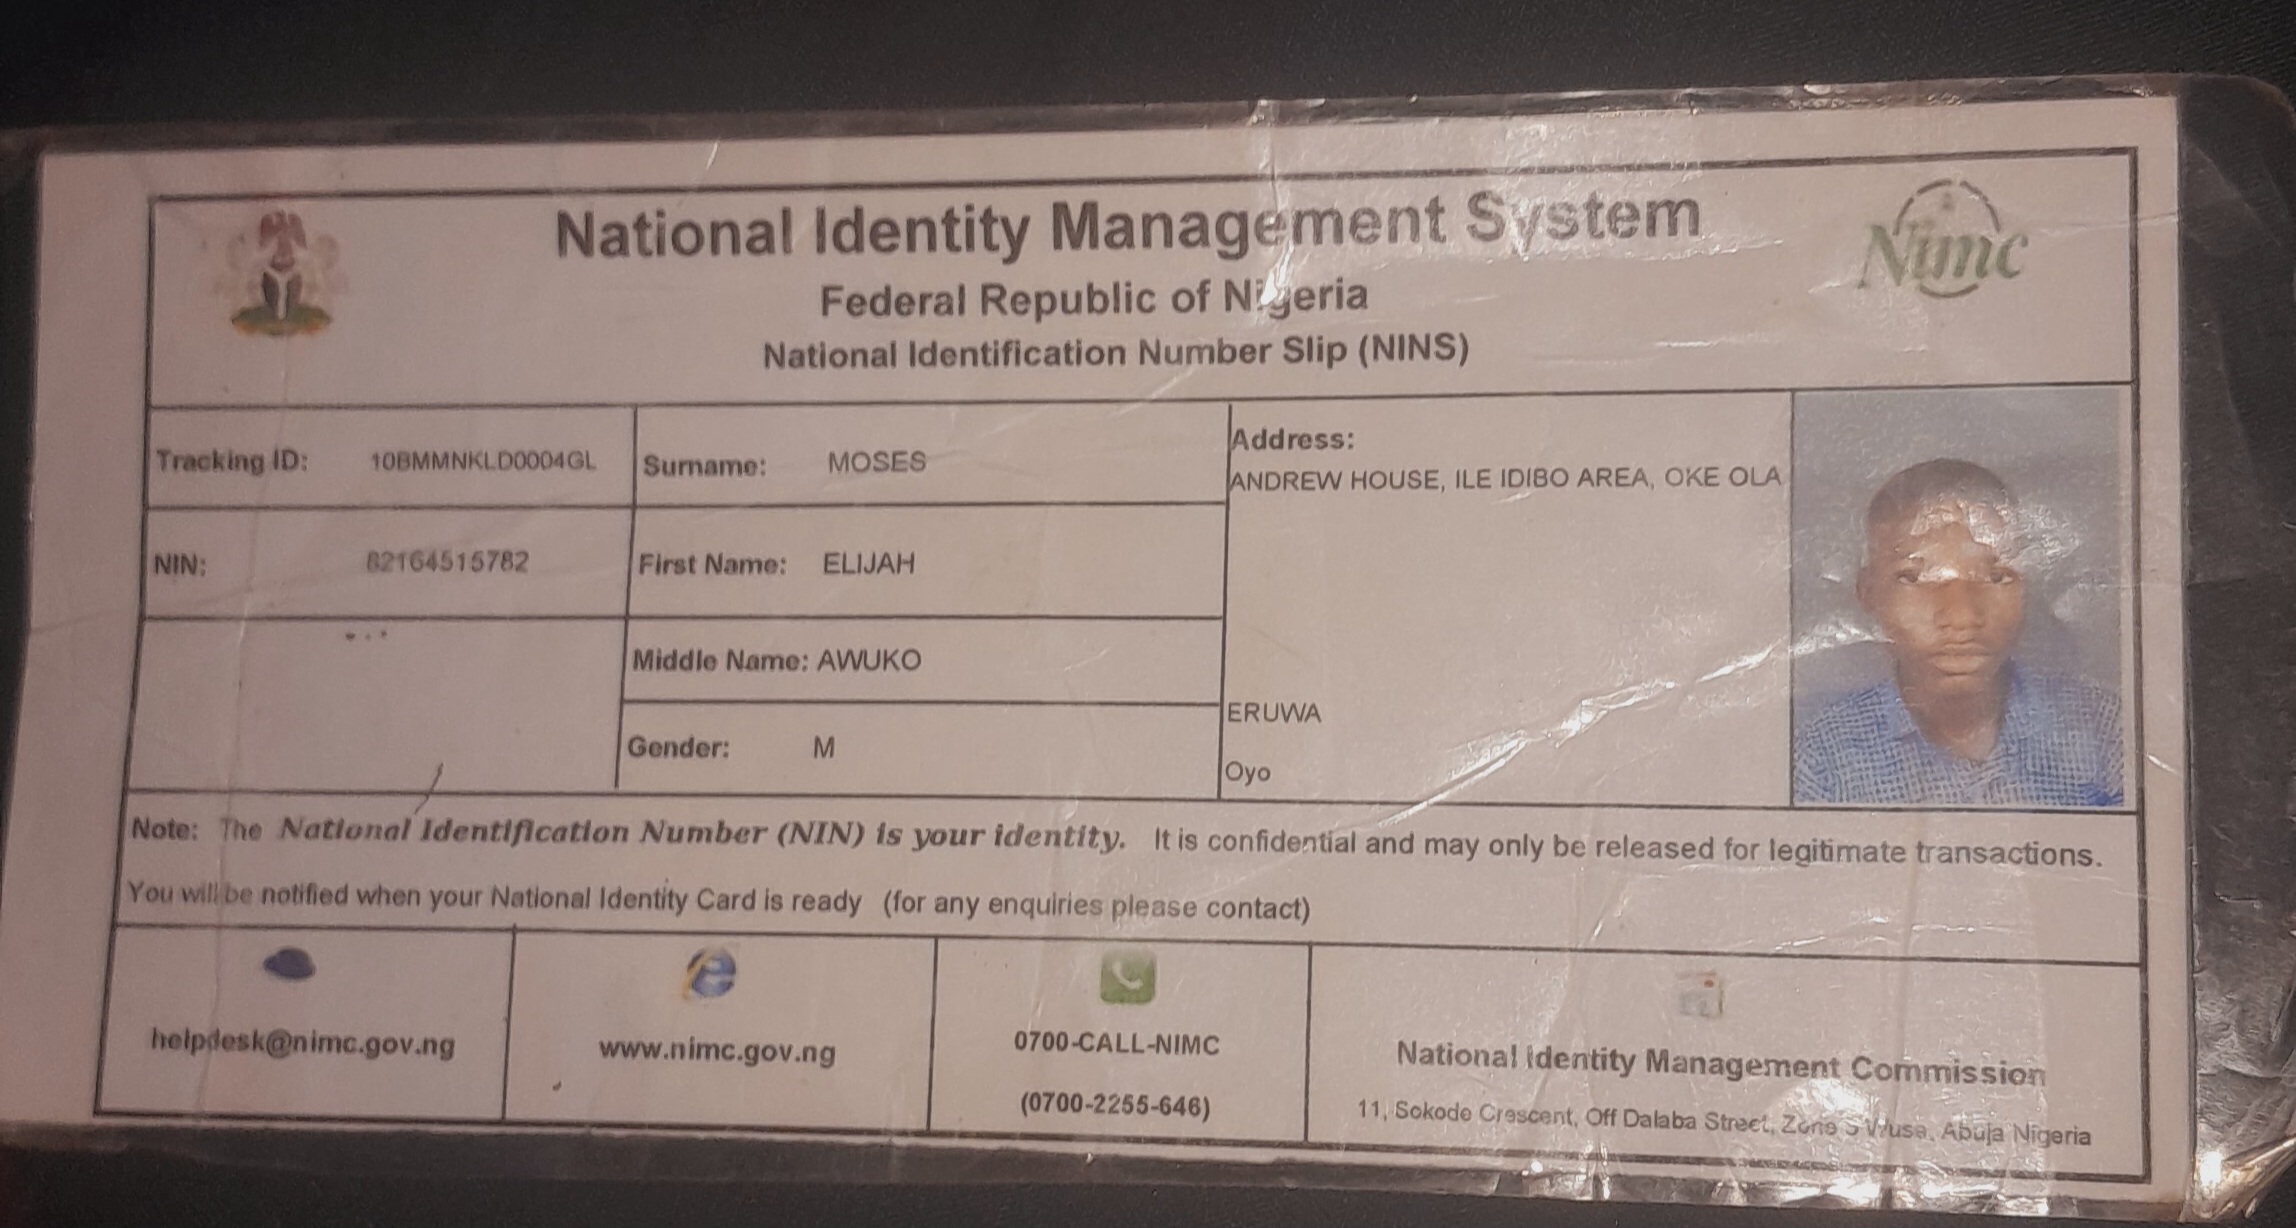 National Identity Management System
Federal Republic of Nigeria
National Identification Number Slip (NINS)
Nimc
Tracking ID: 10BMMNKLD0004GL
Surname: MOSES
Address:
ANDREW HOUSE, ILE IDIBO AREA, OKE OLA
NIN: 82164515782
First Name: ELIJAH
Middle Name: AWUKO
ERUWA
Gender: M
Oyo
Note: The National Identification Number (NIN) is your identity. It is confidential and may only be released for legitimate transactions.
You will be notified when your National Identity Card is ready (for any enquiries please contact)
helpdesk@nimc.gov.ng
www.nimc.gov.ng
0700-CALL-NIMC
(0700-2255-646)
National Identity Management Commission
11, Sokode Crescent, Off Dalaba Street, Zone 5 Wuse, Abuja Nigeria